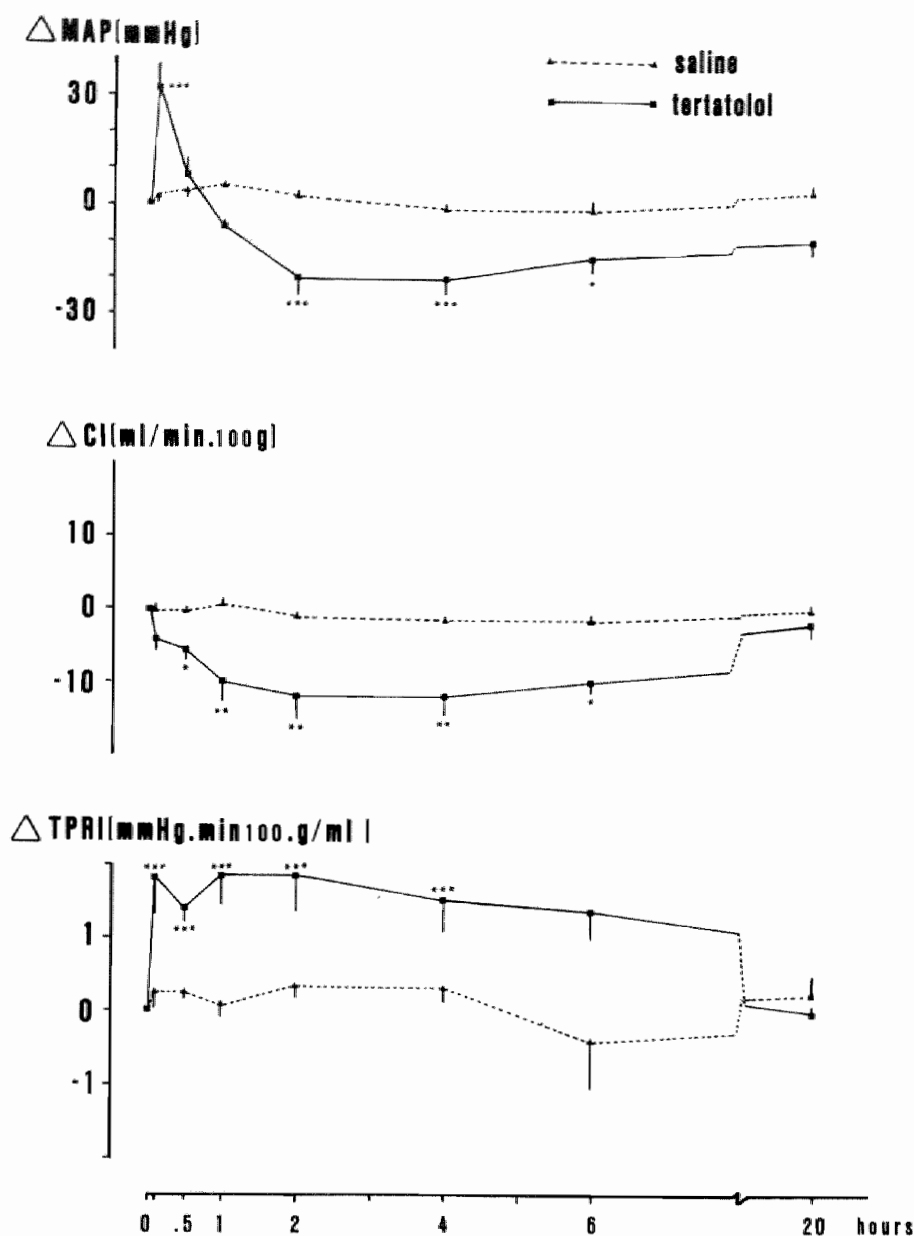 △ MAP[mmHg]
saline
tertatolol
30
***
0
-30
*** *** *
△ CI[ml/min.100g]
10
0
-10
* ** ** ** *
△ TPRI[mmHg.min100.g/ml]
*** *** *** ***
***
1
0
-1
0 .5 1 2 4 6 20 hours